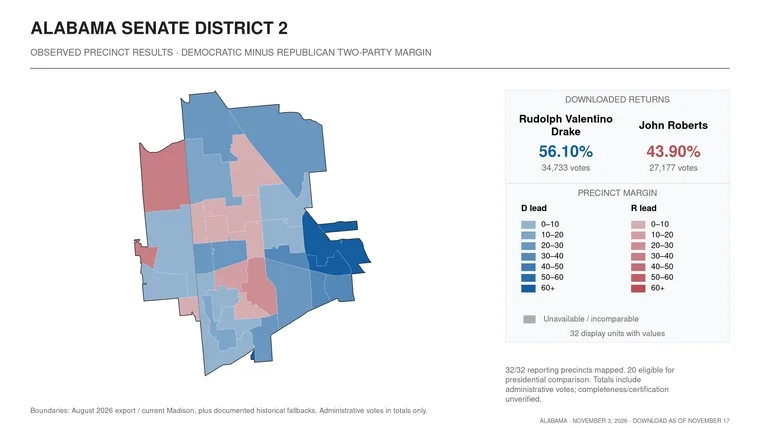 ALABAMA SENATE DISTRICT 2
OBSERVED PRECINCT RESULTS · DEMOCRATIC MINUS REPUBLICAN TWO-PARTY MARGIN
DOWNLOADED RETURNS
Rudolph Valentino
Drake
John Roberts
56.10%
43.90%
34,733 votes
27,177 votes
PRECINCT MARGIN
D lead
R lead
0–10
0–10
10–20
10–20
20–30
20–30
30–40
30–40
40–50
40–50
50–60
50–60
60+
60+
Unavailable / incomparable
32 display units with values
32/32 reporting precincts mapped. 20 eligible for
presidential comparison. Totals include
administrative votes; completeness/certification
unverified.
Boundaries: August 2026 export / current Madison, plus documented historical fallbacks. Administrative votes in totals only.
ALABAMA · NOVEMBER 3, 2026 · DOWNLOAD AS OF NOVEMBER 17